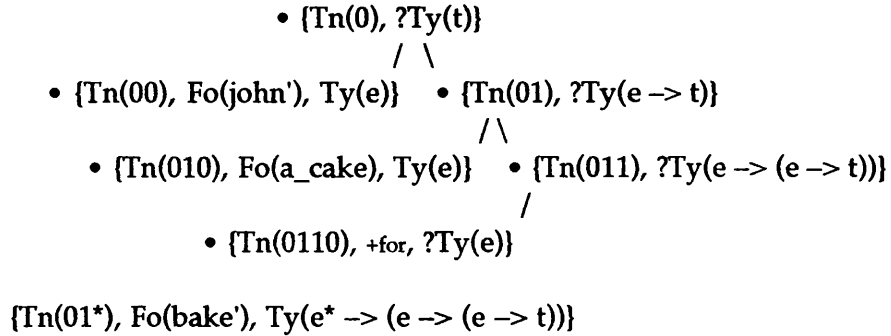 • {Tn(0), ?Ty(t)}
/ \
• {Tn(00), Fo(john'), Ty(e)} • {Tn(01), ?Ty(e –> t)}
/ \
• {Tn(010), Fo(a_cake), Ty(e)} • {Tn(011), ?Ty(e –> (e –> t))}
/
• {Tn(0110), +for, ?Ty(e)}
{Tn(01*), Fo(bake'), Ty(e* –> (e –> (e –> t))}